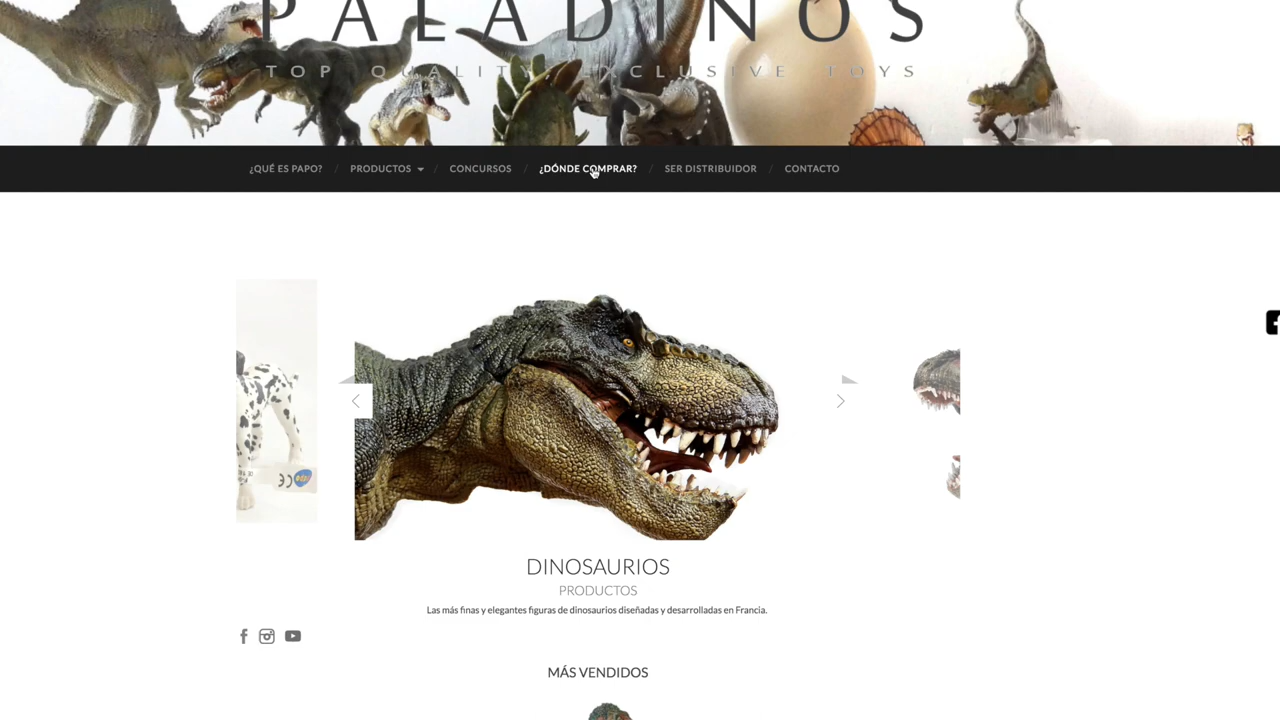 PALADINOS
TOP QUALITY EXCLUSIVE TOYS
¿QUÉ ES PAPO? / PRODUCTOS / CONCURSOS / ¿DÓNDE COMPRAR? / SER DISTRIBUIDOR / CONTACTO
DINOSAURIOS
PRODUCTOS
Las más finas y elegantes figuras de dinosaurios diseñadas y desarrolladas en Francia.
MÁS VENDIDOS